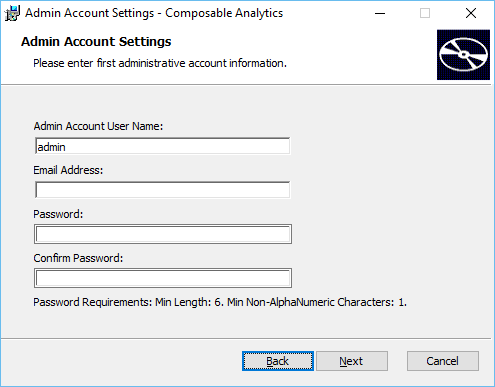 Admin Account Settings - Composable Analytics
Admin Account Settings
Please enter first administrative account information.
Admin Account User Name:
admin
Email Address:
Password:
Confirm Password:
Password Requirements: Min Length: 6. Min Non-AlphaNumeric Characters: 1.
Back Next Cancel